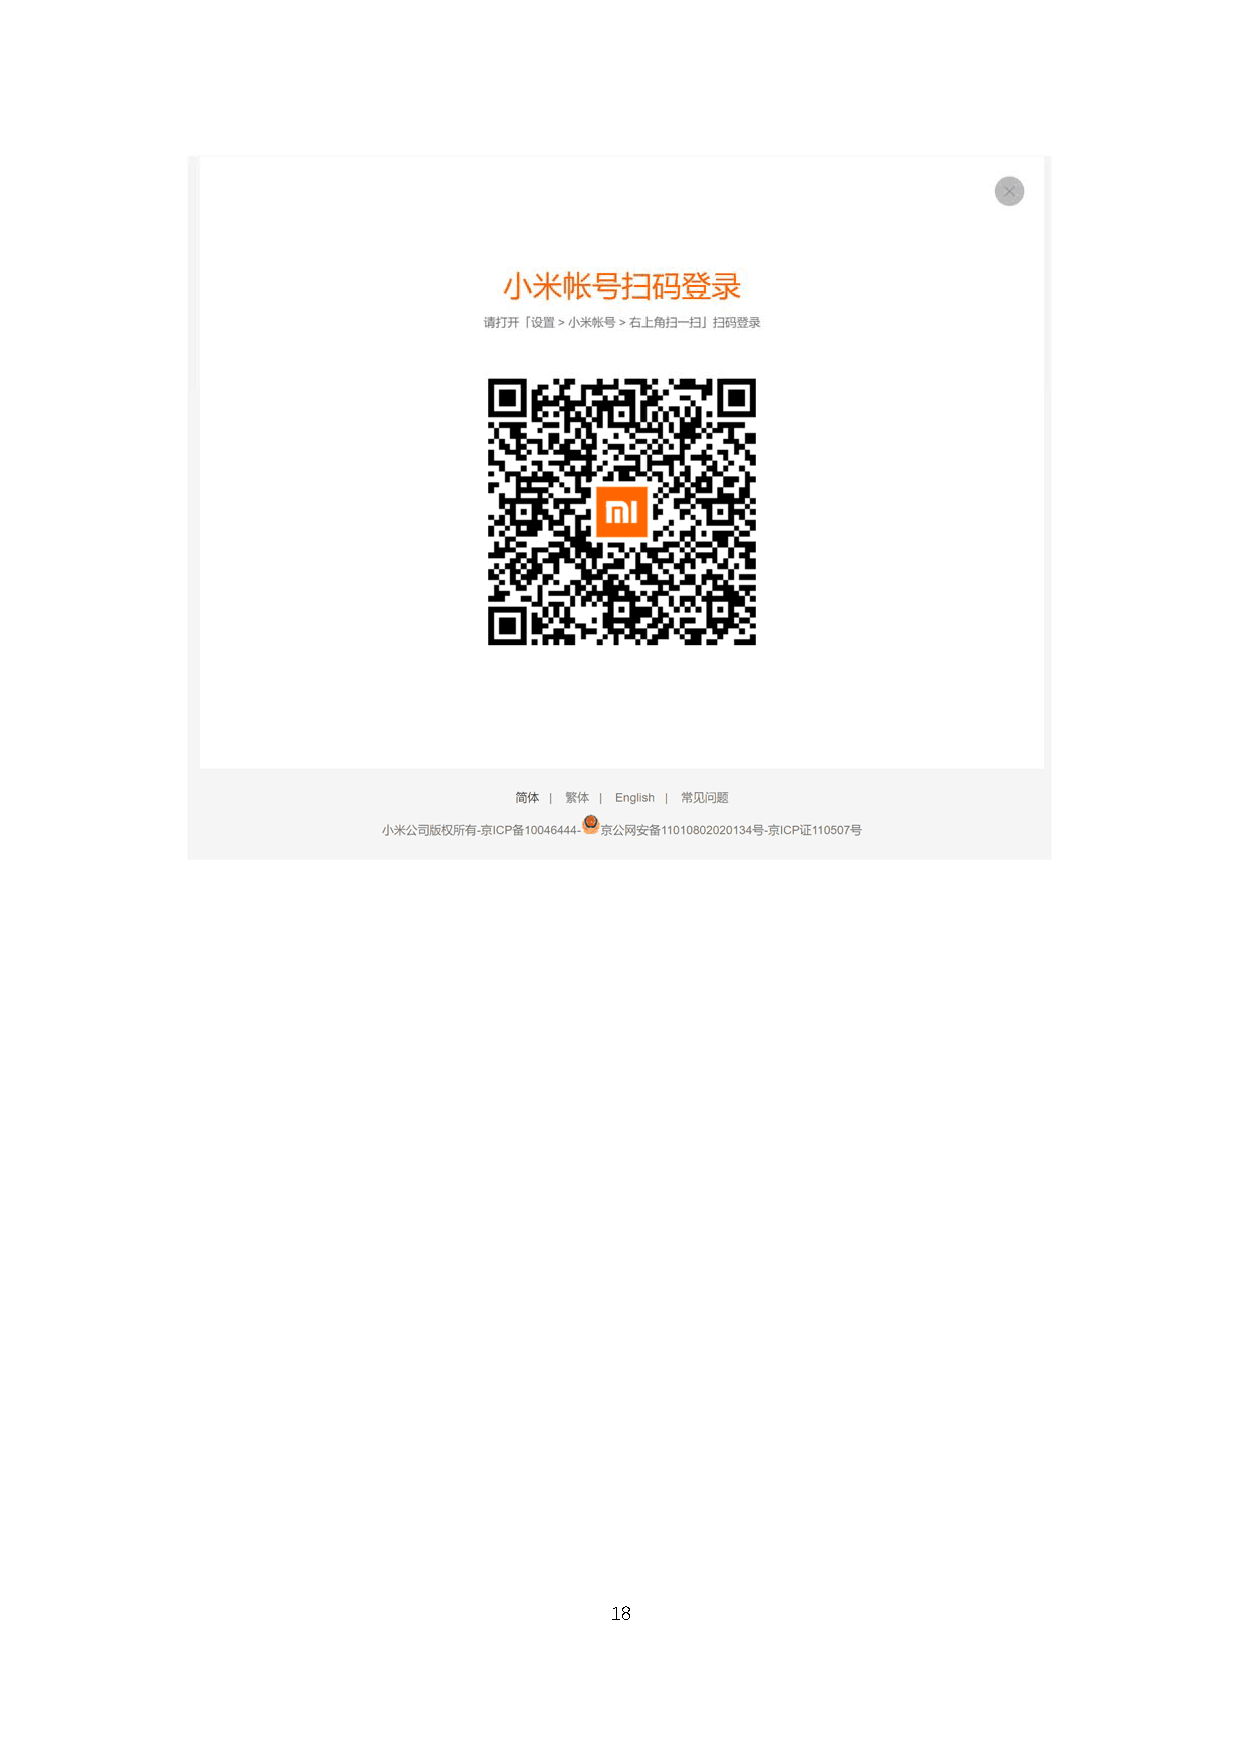 小米帐号扫码登录
请打开「设置 > 小米帐号 > 右上角扫一扫」扫码登录
简体 | 繁体 | English | 常见问题
小米公司版权所有-京ICP备10046444-京公网安备11010802020134号-京ICP证110507号
18